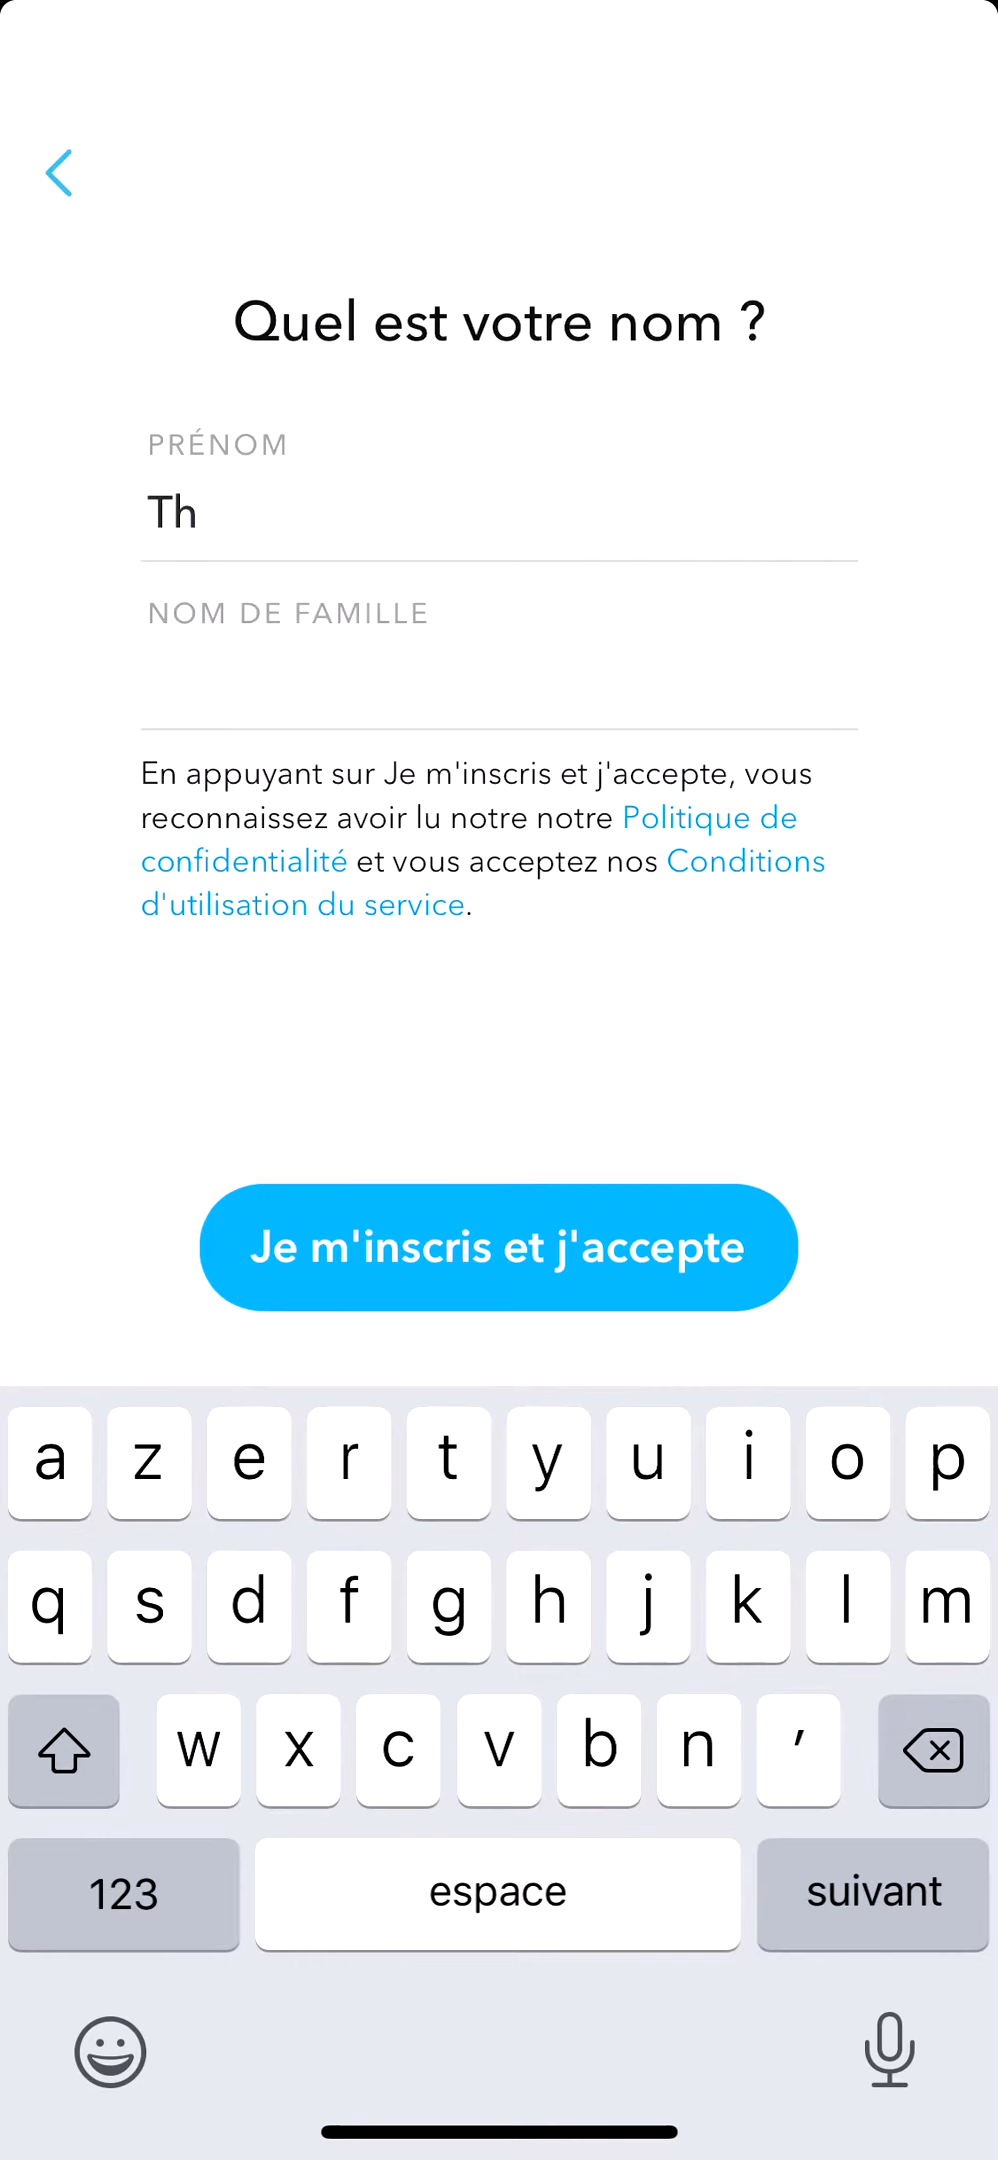 Quel est votre nom ?
PRÉNOM
Th
NOM DE FAMILLE
En appuyant sur Je m'inscris et j'accepte, vous
reconnaissez avoir lu notre notre Politique de
confidentialité et vous acceptez nos Conditions
d'utilisation du service.
Je m'inscris et j'accepte
a z e r t y u i o p
q s d f g h j k l m
w x c v b n ′
123 espace suivant